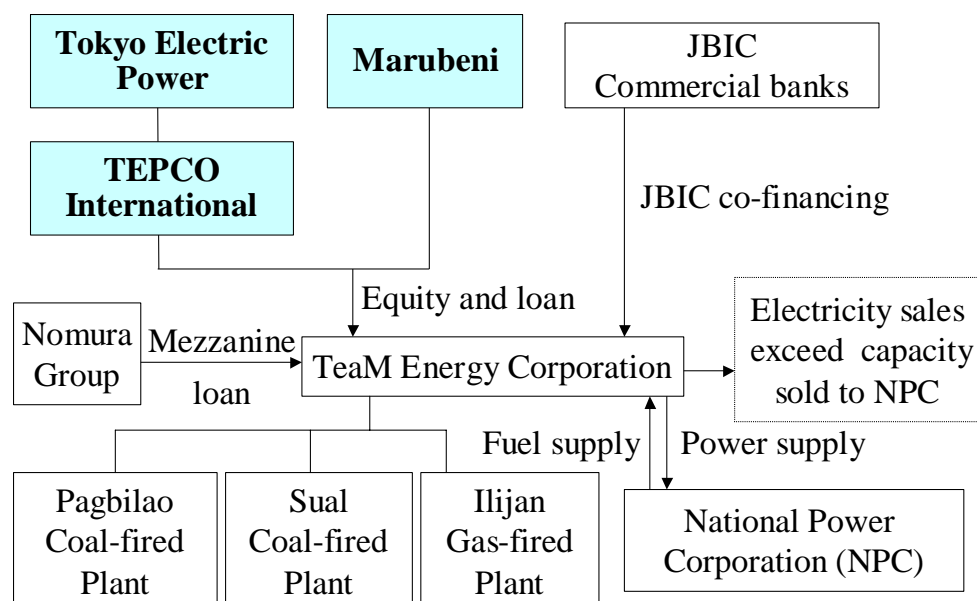 Tokyo Electric
Power
Marubeni
JBIC
Commercial banks
TEPCO
International
JBIC co-financing
Equity and loan
Nomura
Group
Mezzanine
loan
TeaM Energy Corporation
Electricity sales
exceed capacity
sold to NPC
Fuel supply
Power supply
Pagbilao
Coal-fired
Plant
Sual
Coal-fired
Plant
Ilijan
Gas-fired
Plant
National Power
Corporation (NPC)